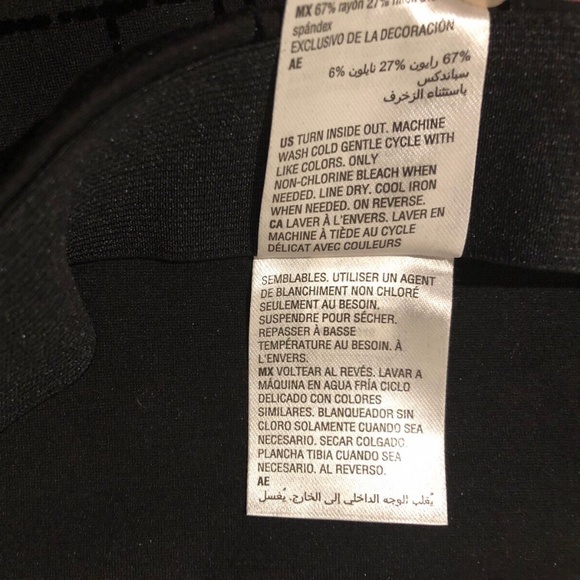 MX 67% rayón 27%
spándex
EXCLUSIVO DE LA DECORACIÓN
AE
67% رايون 27% نايلون 6%
سباندكس
باستثناء الزخرف
US TURN INSIDE OUT. MACHINE
WASH COLD GENTLE CYCLE WITH
LIKE COLORS. ONLY
NON-CHLORINE BLEACH WHEN
NEEDED. LINE DRY. COOL IRON
WHEN NEEDED. ON REVERSE.
CA LAVER À L'ENVERS. LAVER EN
MACHINE À TIÈDE AU CYCLE
DÉLICAT AVEC COULEURS
SEMBLABLES. UTILISER UN AGENT
DE BLANCHIMENT NON CHLORÉ
SEULEMENT AU BESOIN.
SUSPENDRE POUR SÉCHER.
REPASSER À BASSE
TEMPÉRATURE AU BESOIN. À
L'ENVERS.
MX VOLTEAR AL REVÉS. LAVAR A
MÁQUINA EN AGUA FRÍA CICLO
DELICADO CON COLORES
SIMILARES. BLANQUEADOR SIN
CLORO SOLAMENTE CUANDO SEA
NECESARIO. SECAR COLGADO.
PLANCHA TIBIA CUANDO SEA
NECESARIO. AL REVERSO.
AE
يُقلب الوجه الداخلي إلى الخارج. يُغسل